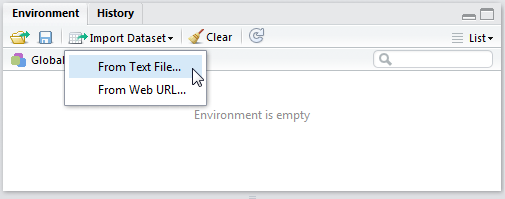 Environment History
Import Dataset Clear List
Global
From Text File...
From Web URL...
Environment is empty